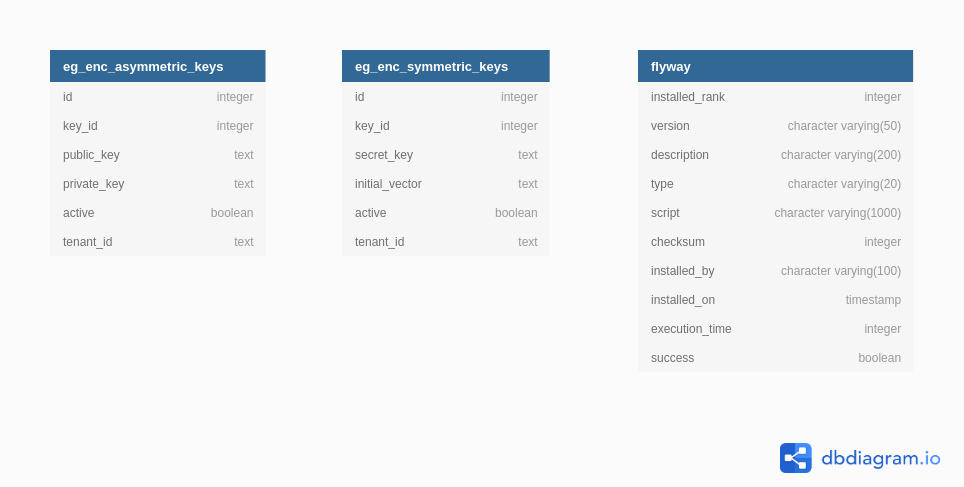 eg_enc_asymmetric_keys
id integer
key_id integer
public_key text
private_key text
active boolean
tenant_id text
eg_enc_symmetric_keys
id integer
key_id integer
secret_key text
initial_vector text
active boolean
tenant_id text
flyway
installed_rank integer
version character varying(50)
description character varying(200)
type character varying(20)
script character varying(1000)
checksum integer
installed_by character varying(100)
installed_on timestamp
execution_time integer
success boolean
dbdiagram.io